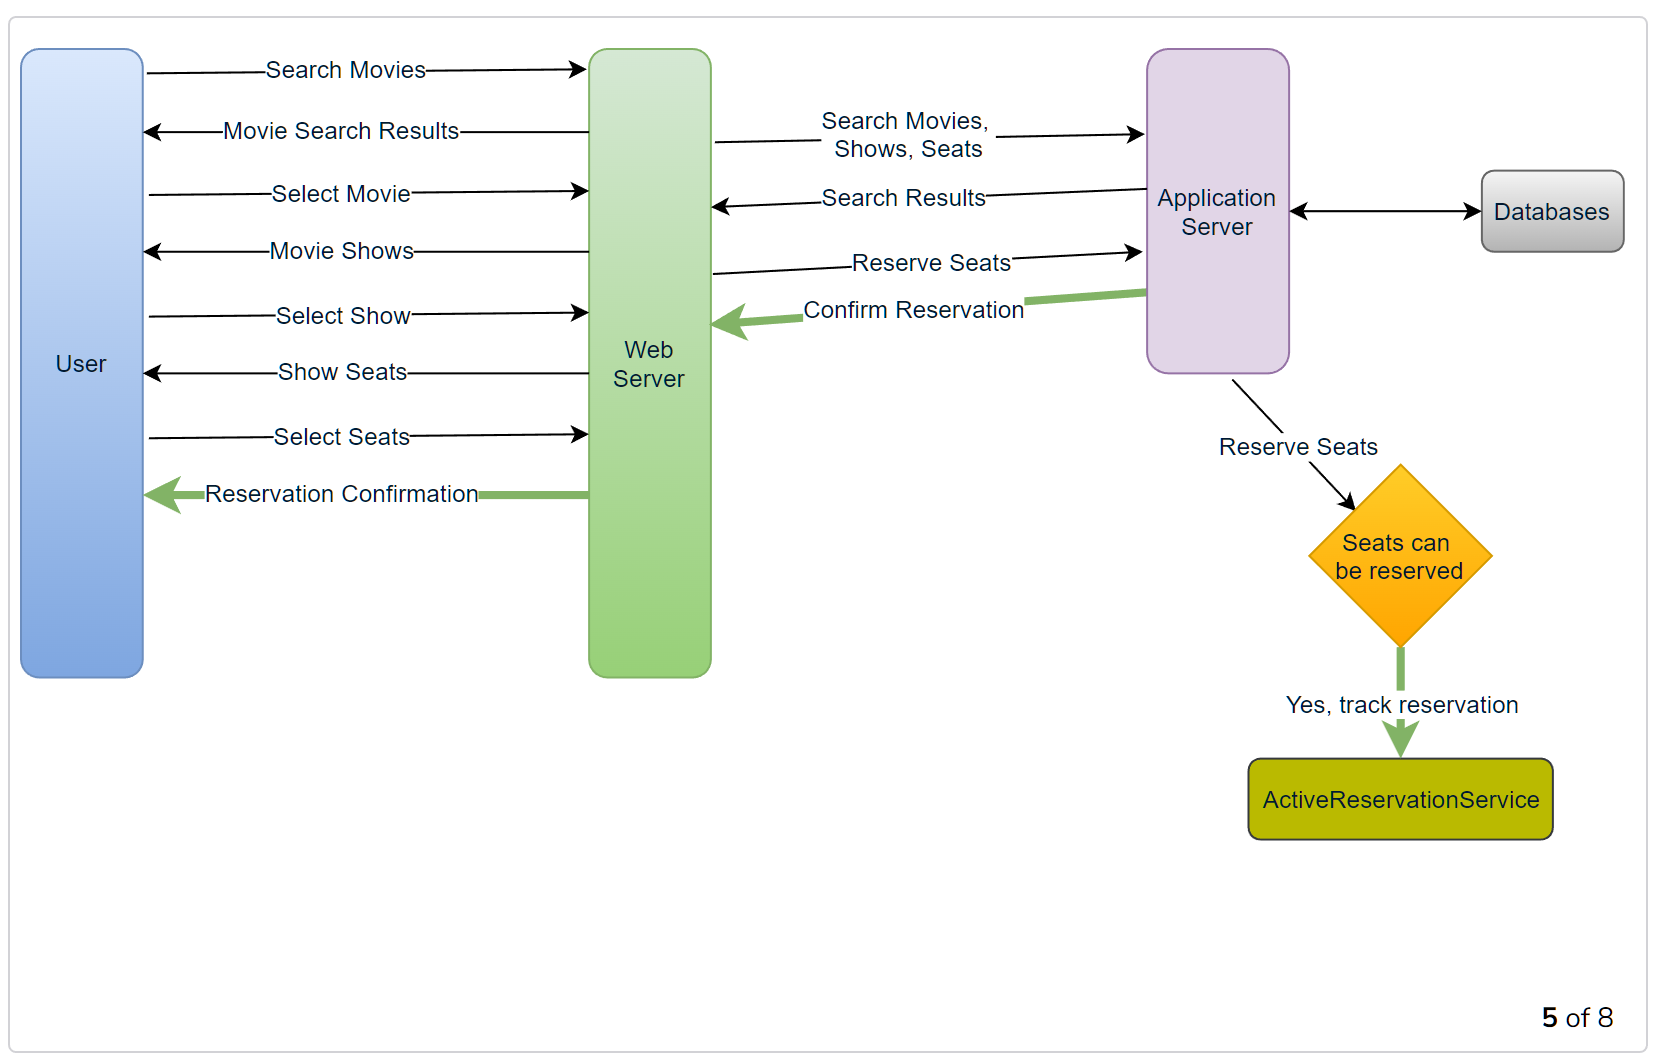 Search Movies
Movie Search Results
Select Movie
Movie Shows
Select Show
Show Seats
Select Seats
Reservation Confirmation
User
Web
Server
Search Movies,
Shows, Seats
Search Results
Reserve Seats
Confirm Reservation
Application
Server
Databases
Reserve Seats
Seats can
be reserved
Yes, track reservation
ActiveReservationService
5 of 8